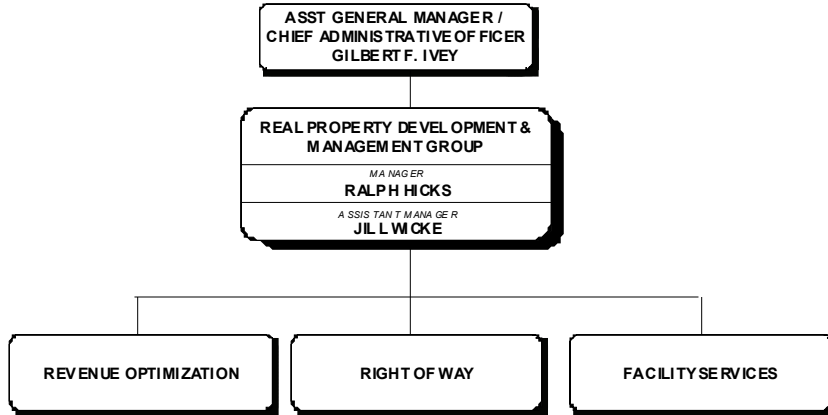 ASST GENERAL MANAGER /
CHIEF ADMINISTRATIVE OFFICER
GILBERT F. IVEY
REAL PROPERTY DEVELOPMENT &
MANAGEMENT GROUP
MANAGER
RALPH HICKS
ASSISTANT MANAGER
JILL WICKE
REVENUE OPTIMIZATION
RIGHT OF WAY
FACILITY SERVICES